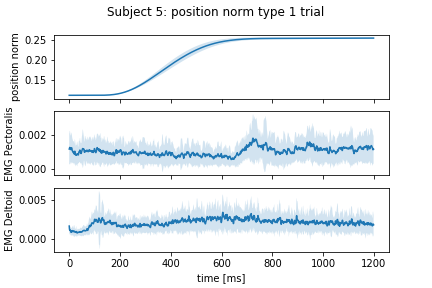 Subject 5: position norm type 1 trial
position norm
0.25
0.20
0.15
EMG Pectoralis
0.002
0.000
EMG Deltoid
0.005
0.000
0 200 400 600 800 1000 1200
time [ms]